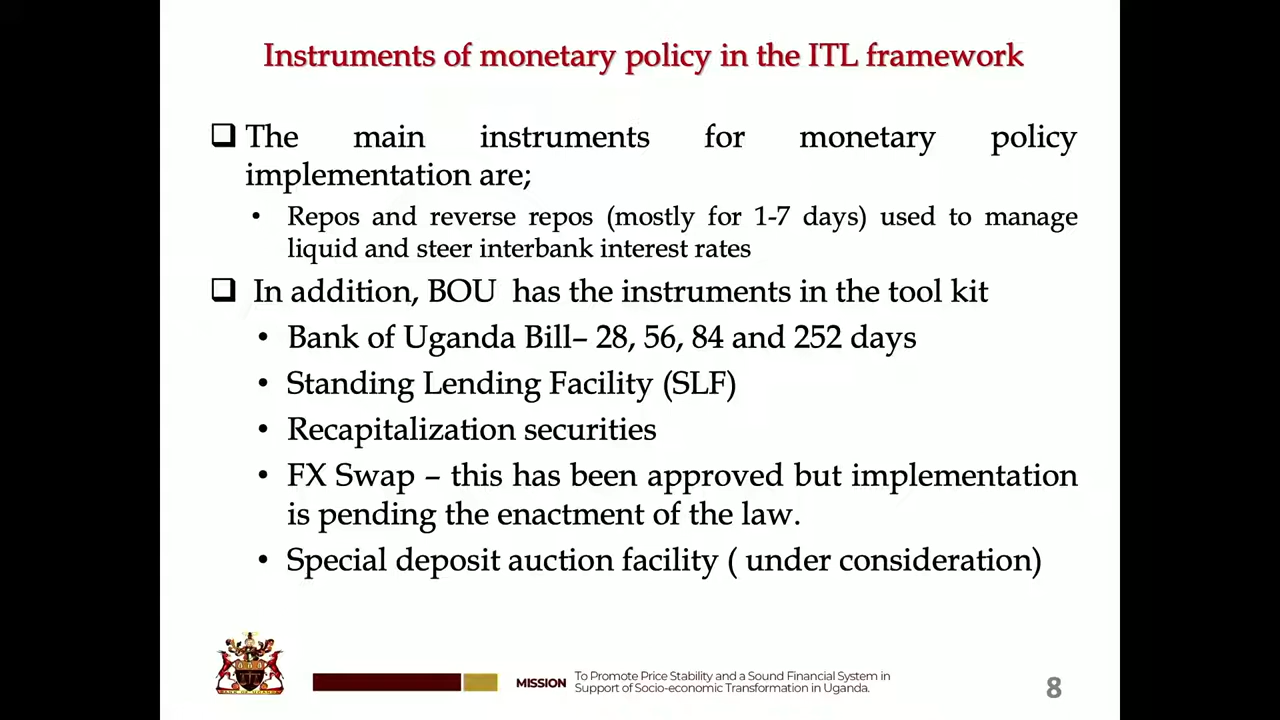 Instruments of monetary policy in the ITL framework
The main instruments for monetary policy
implementation are;
• Repos and reverse repos (mostly for 1-7 days) used to manage
liquid and steer interbank interest rates
In addition, BOU has the instruments in the tool kit
• Bank of Uganda Bill– 28, 56, 84 and 252 days
• Standing Lending Facility (SLF)
• Recapitalization securities
• FX Swap – this has been approved but implementation
is pending the enactment of the law.
• Special deposit auction facility ( under consideration)
MISSION
To Promote Price Stability and a Sound Financial System in
Support of Socio-economic Transformation in Uganda.
8